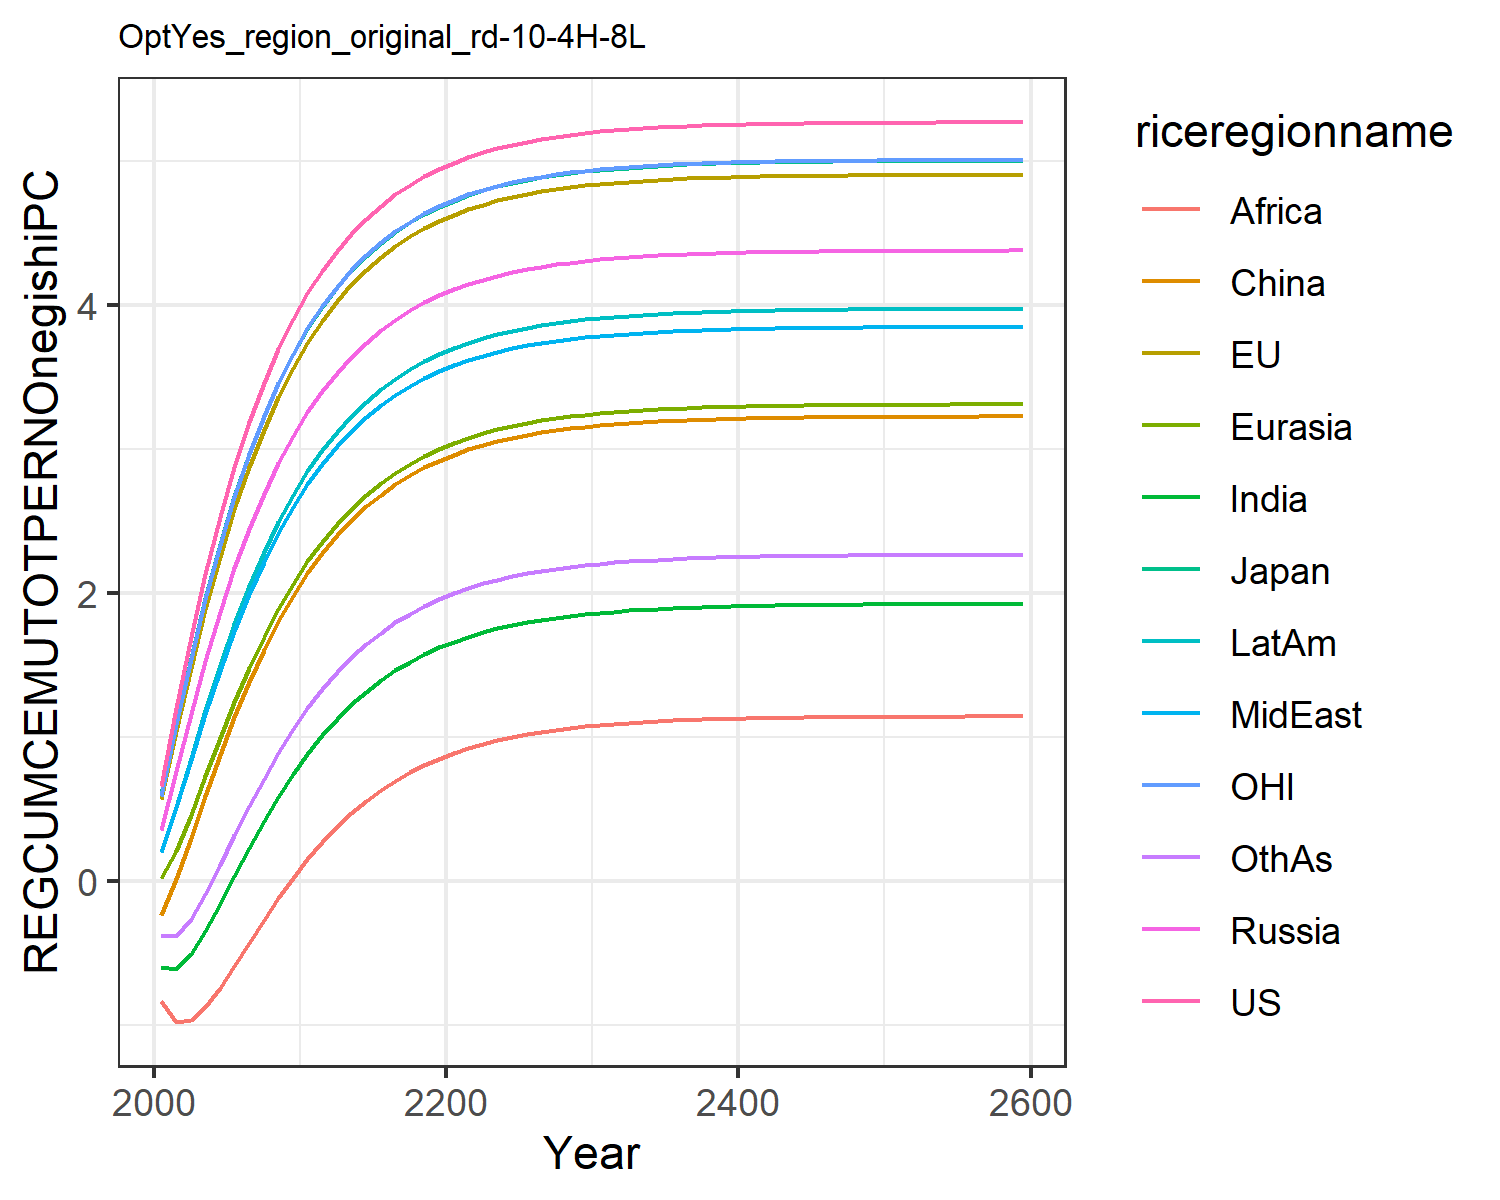 OptYes_region_original_rd-10-4H-8L
REGCUMCEMUTOTPERNOnegishiPC
4
2
0
2000
2200
2400
2600
Year
riceregionname
Africa
China
EU
Eurasia
India
Japan
LatAm
MidEast
OHI
OthAs
Russia
US